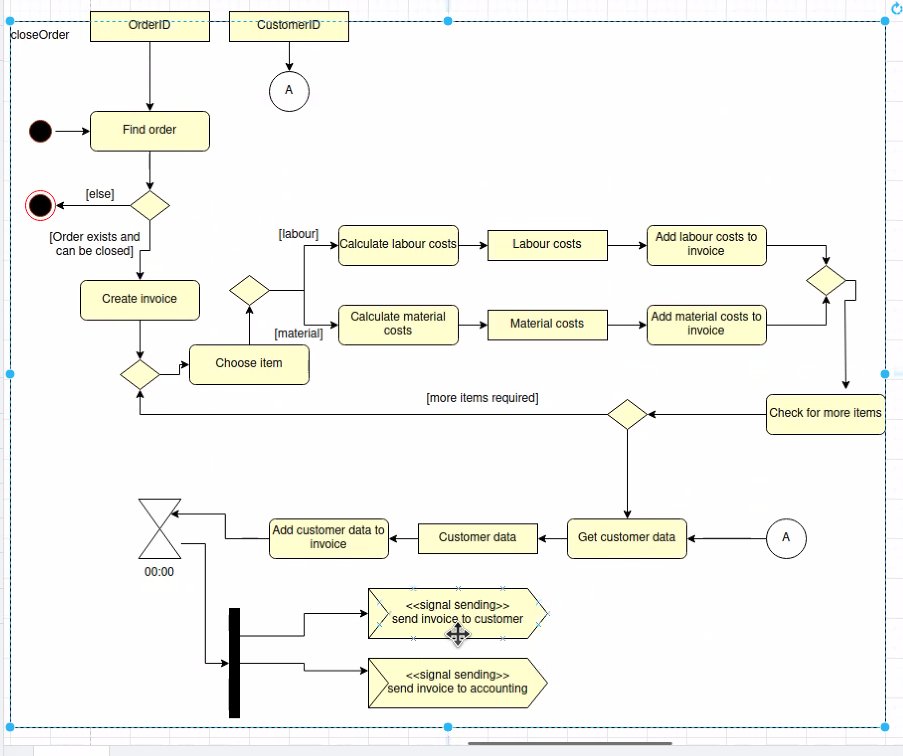 OrderID
CustomerID
closeOrder
A
Find order
[else]
[Order exists and
can be closed]
[labour]
Calculate labour costs
Labour costs
Add labour costs to
invoice
Create invoice
Calculate material
costs
Material costs
Add material costs to
invoice
[material]
Choose item
[more items required]
Check for more items
Add customer data to
invoice
Customer data
Get customer data
A
00:00
<<signal sending>>
send invoice to customer
<<signal sending>>
send invoice to accounting